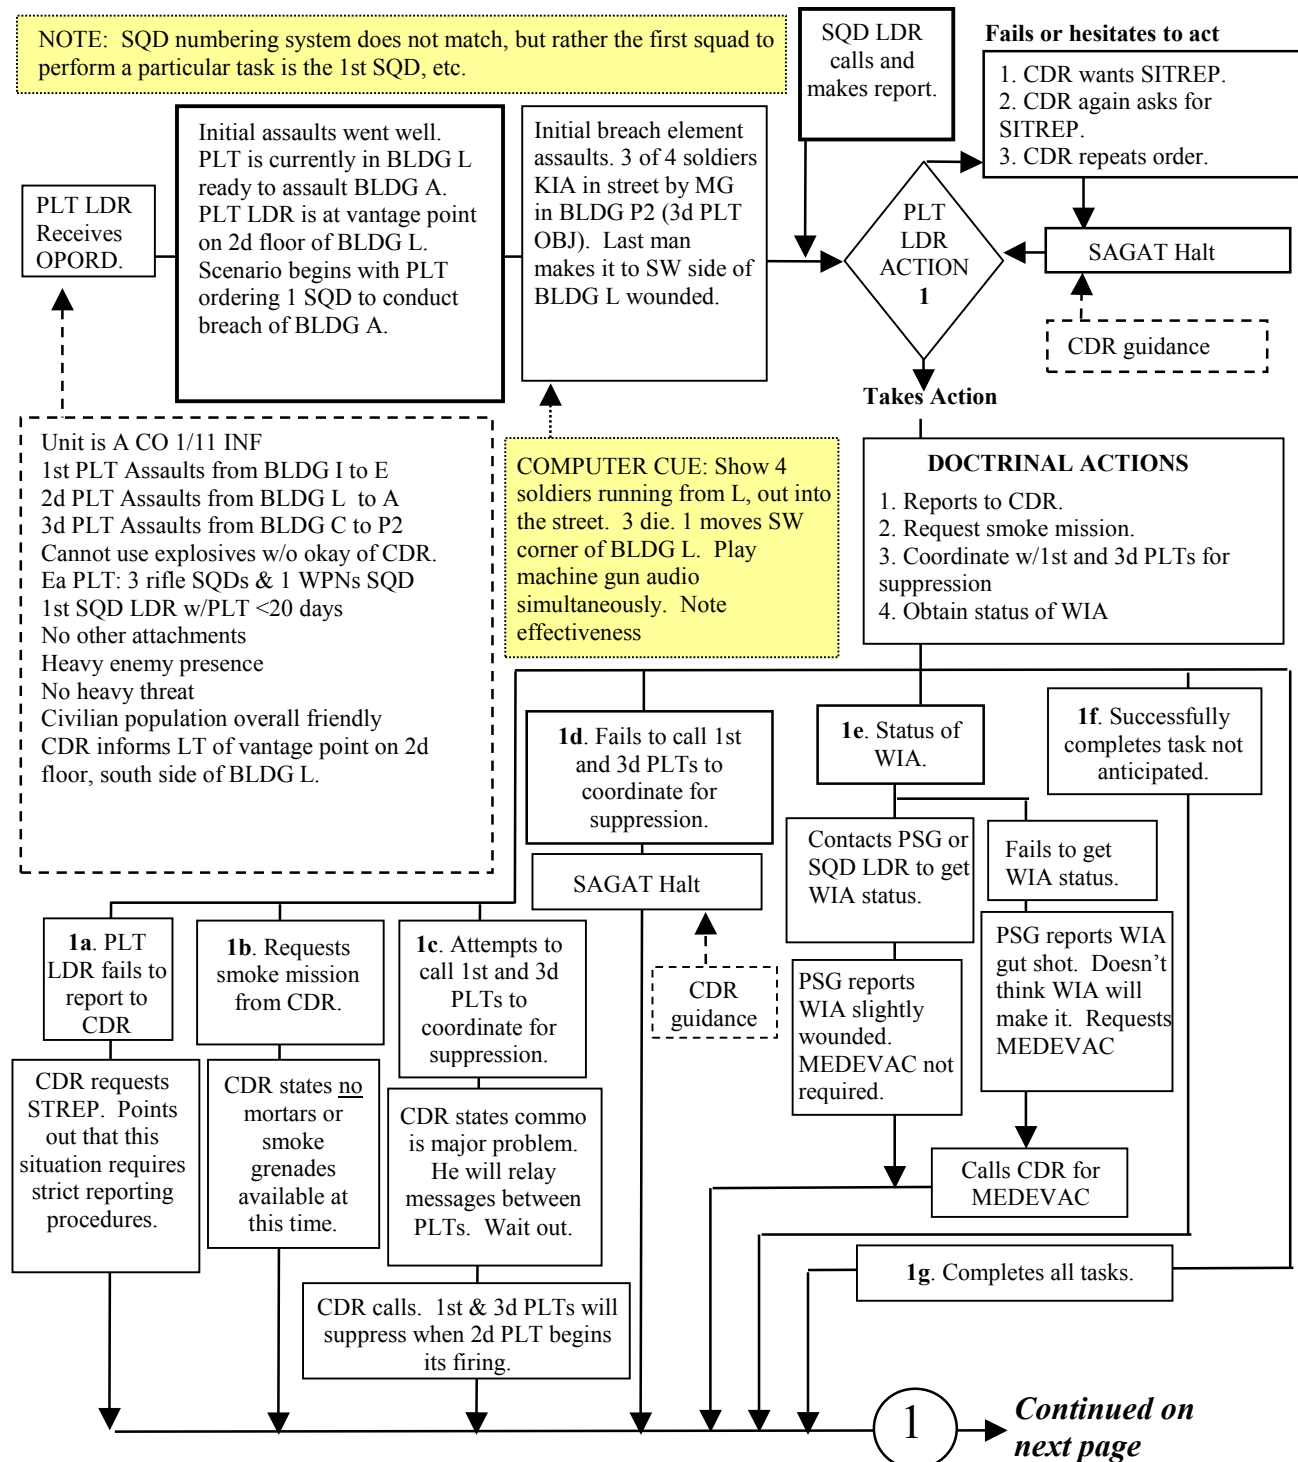 NOTE:  SQD numbering system does not match, but rather the first squad to
perform a particular task is the 1st SQD, etc.
SQD LDR
calls and
makes report.
Fails or hesitates to act
1. CDR wants SITREP.
2. CDR again asks for
SITREP.
3. CDR repeats order.
PLT LDR
Receives
OPORD.
Initial assaults went well.
PLT is currently in BLDG L
ready to assault BLDG A.
PLT LDR is at vantage point
on 2d floor of BLDG L.
Scenario begins with PLT
ordering 1 SQD to conduct
breach of BLDG A.
Initial breach element
assaults. 3 of 4 soldiers
KIA in street by MG
in BLDG P2 (3d PLT
OBJ).  Last man
makes it to SW side of
BLDG L wounded.
PLT
LDR
ACTION
1
SAGAT Halt
CDR guidance
Takes Action
Unit is A CO 1/11 INF
1st PLT Assaults from BLDG I to E
2d PLT Assaults from BLDG L  to A
3d PLT Assaults from BLDG C to P2
Cannot use explosives w/o okay of CDR.
Ea PLT: 3 rifle SQDs & 1 WPNs SQD
1st SQD LDR w/PLT <20 days
No other attachments
Heavy enemy presence
No heavy threat
Civilian population overall friendly
CDR informs LT of vantage point on 2d
floor, south side of BLDG L.
COMPUTER CUE: Show 4
soldiers running from L, out into
the street.  3 die. 1 moves SW
corner of BLDG L.  Play
machine gun audio
simultaneously.  Note
effectiveness
DOCTRINAL ACTIONS
1.  Reports to CDR.
2.  Request smoke mission.
3.  Coordinate w/1st and 3d PLTs for
suppression
4.  Obtain status of WIA
1d. Fails to call 1st
and 3d PLTs to
coordinate for
suppression.
SAGAT Halt
CDR
guidance
1e. Status of
WIA.
1f. Successfully
completes task not
anticipated.
Contacts PSG or
SQD LDR to get
WIA status.
Fails to get
WIA status.
PSG reports
WIA slightly
wounded.
MEDEVAC not
required.
PSG reports WIA
gut shot.  Doesn't
think WIA will
make it.  Requests
MEDEVAC
Calls CDR for
MEDEVAC
1a. PLT
LDR fails to
report to
CDR
1b. Requests
smoke mission
from CDR.
1c. Attempts to
call 1st and 3d
PLTs to
coordinate for
suppression.
CDR requests
STREP.  Points
out that this
situation requires
strict reporting
procedures.
CDR states no
mortars or
smoke
grenades
available at
this time.
CDR states commo
is major problem.
He will relay
messages between
PLTs.  Wait out.
CDR calls.  1st & 3d PLTs will
suppress when 2d PLT begins
its firing.
1g. Completes all tasks.
1
Continued on
next page